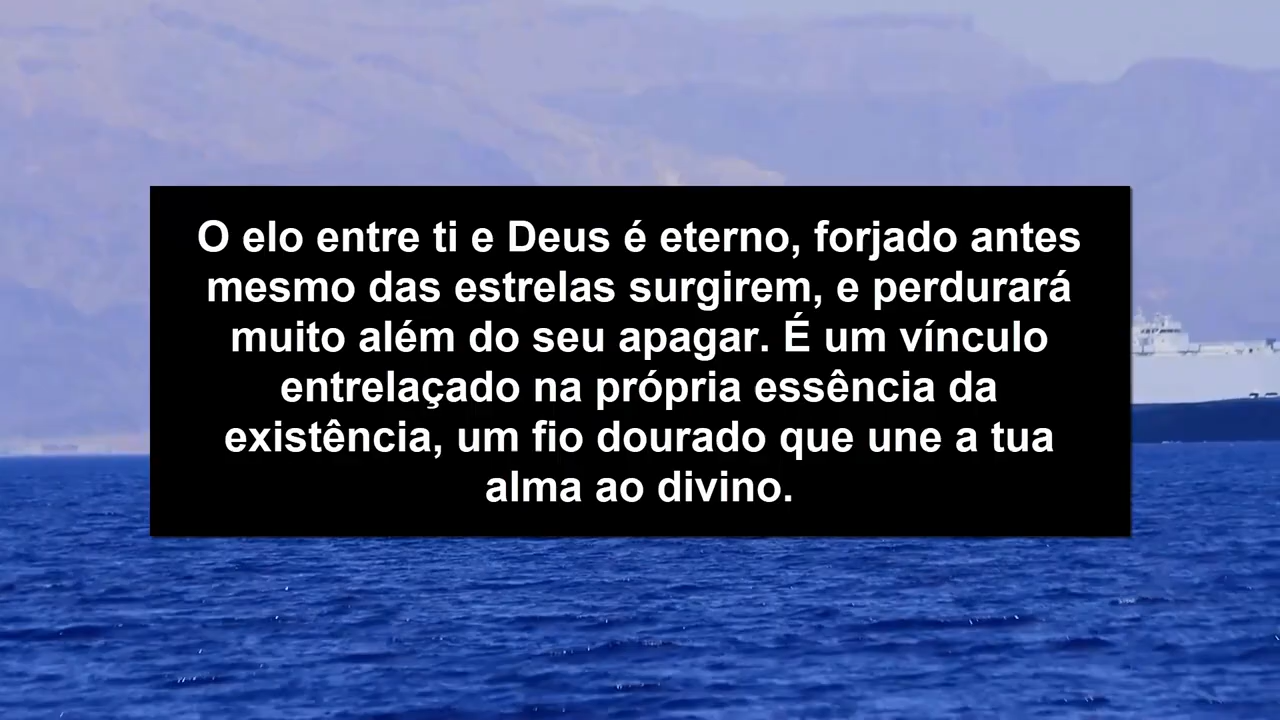 O elo entre ti e Deus é eterno, forjado antes
mesmo das estrelas surgirem, e perdurará
muito além do seu apagar. É um vínculo
entrelaçado na própria essência da
existência, um fio dourado que une a tua
alma ao divino.